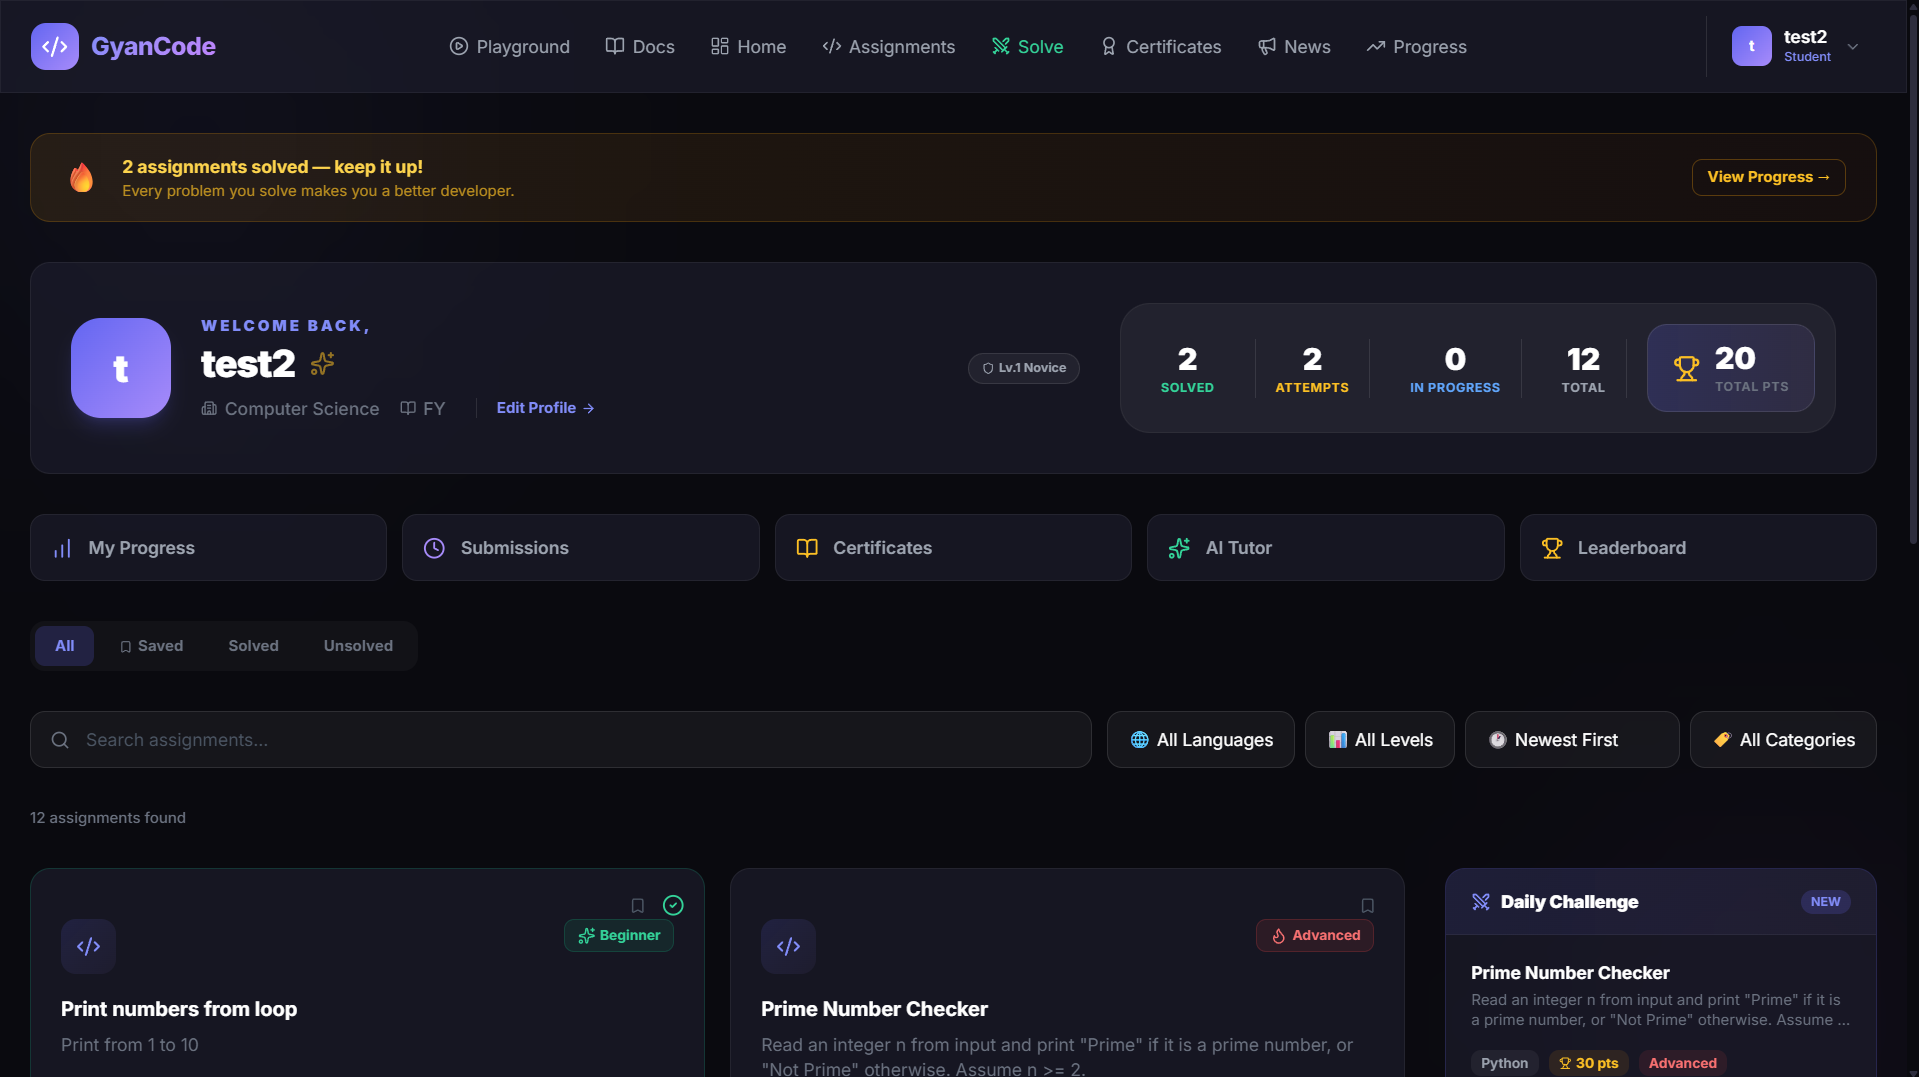 GyanCode
Playground
Docs
Home
Assignments
Solve
Certificates
News
Progress
t
test2
Student
2 assignments solved — keep it up!
Every problem you solve makes you a better developer.
View Progress →
t
WELCOME BACK,
test2
Computer Science
FY
Edit Profile →
Lv.1 Novice
2
SOLVED
2
ATTEMPTS
0
IN PROGRESS
12
TOTAL
20
TOTAL PTS
My Progress
Submissions
Certificates
AI Tutor
Leaderboard
All
Saved
Solved
Unsolved
Search assignments...
All Languages
All Levels
Newest First
All Categories
12 assignments found
Beginner
Print numbers from loop
Print from 1 to 10
Advanced
Prime Number Checker
Read an integer n from input and print "Prime" if it is a prime number, or
"Not Prime" otherwise. Assume n >= 2.
Daily Challenge
NEW
Prime Number Checker
Read an integer n from input and print "Prime" if it is
a prime number, or "Not Prime" otherwise. Assume ...
Python
30 pts
Advanced